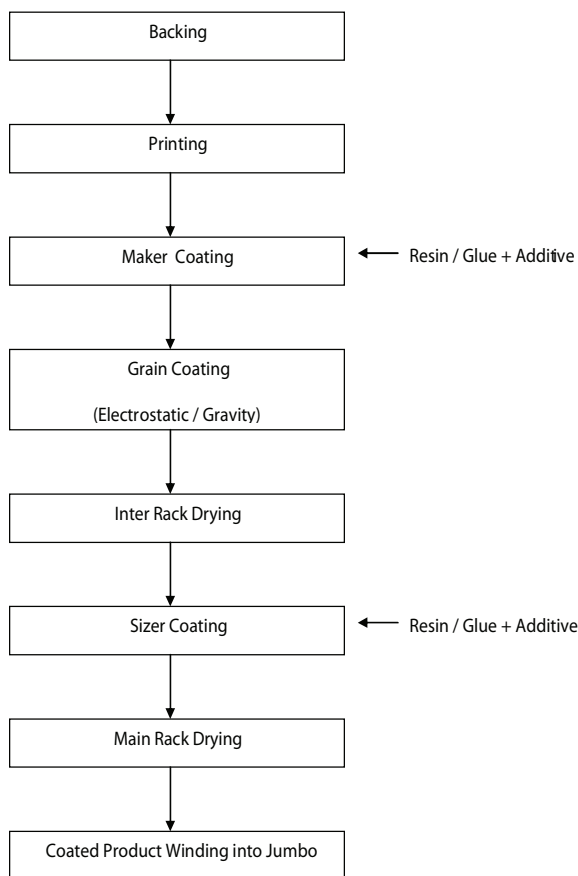 Backing
Printing
Maker Coating
Resin / Glue + Additive
Grain Coating
(Electrostatic / Gravity)
Inter Rack Drying
Sizer Coating
Resin / Glue + Additive
Main Rack Drying
Coated Product Winding into Jumbo